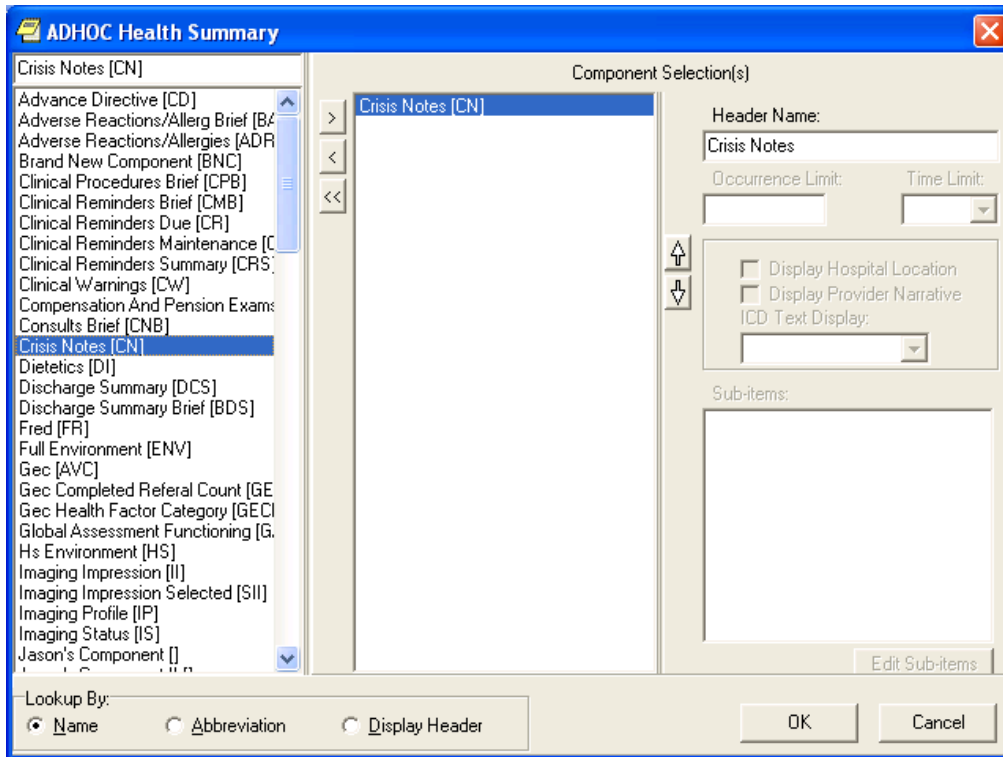 ADHOC Health Summary
Crisis Notes [CN]
Advance Directive [CD]
Adverse Reactions/Allerg Brief [BA
Adverse Reactions/Allergies [ADR
Brand New Component [BNC]
Clinical Procedures Brief [CPB]
Clinical Reminders Brief [CMB]
Clinical Reminders Due [CR]
Clinical Reminders Maintenance [C
Clinical Reminders Summary [CRS]
Clinical Warnings [CW]
Compensation And Pension Exams
Consults Brief [CNB]
Crisis Notes [CN]
Dietetics [DI]
Discharge Summary [DCS]
Discharge Summary Brief [BDS]
Fred [FR]
Full Environment [ENV]
Gec [AVC]
Gec Completed Referal Count [GE
Gec Health Factor Category [GECH
Global Assessment Functioning [G
Hs Environment [HS]
Imaging Impression [II]
Imaging Impression Selected [SII]
Imaging Profile [IP]
Imaging Status [IS]
Jason's Component []
>
<
<<
Component Selection(s)
Crisis Notes [CN]
Header Name:
Crisis Notes
Occurrence Limit:
Time Limit:
Display Hospital Location
Display Provider Narrative
ICD Text Display:
Sub-items:
Edit Sub-items
Lookup By:
Name
Abbreviation
Display Header
OK
Cancel